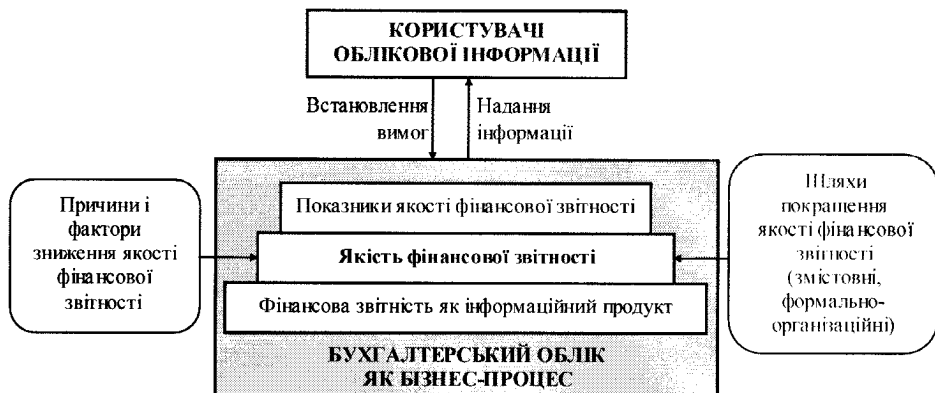 КОРИСТУВАЧІ
ОБЛІКОВОЇ ІНФОРМАЦІЇ
Встановлення
вимог
Надання
інформації
Причини і
фактори
зниження якості
фінансової
звітності
Показники якості фінансової звітності
Якість фінансової звітності
Фінансова звітність як інформаційний продукт
БУХГАЛТЕРСЬКИЙ ОБЛІК
ЯК БІЗНЕС-ПРОЦЕС
Шляхи
покращення
якості фінансової
звітності
(змістовні,
формально-
організаційні)